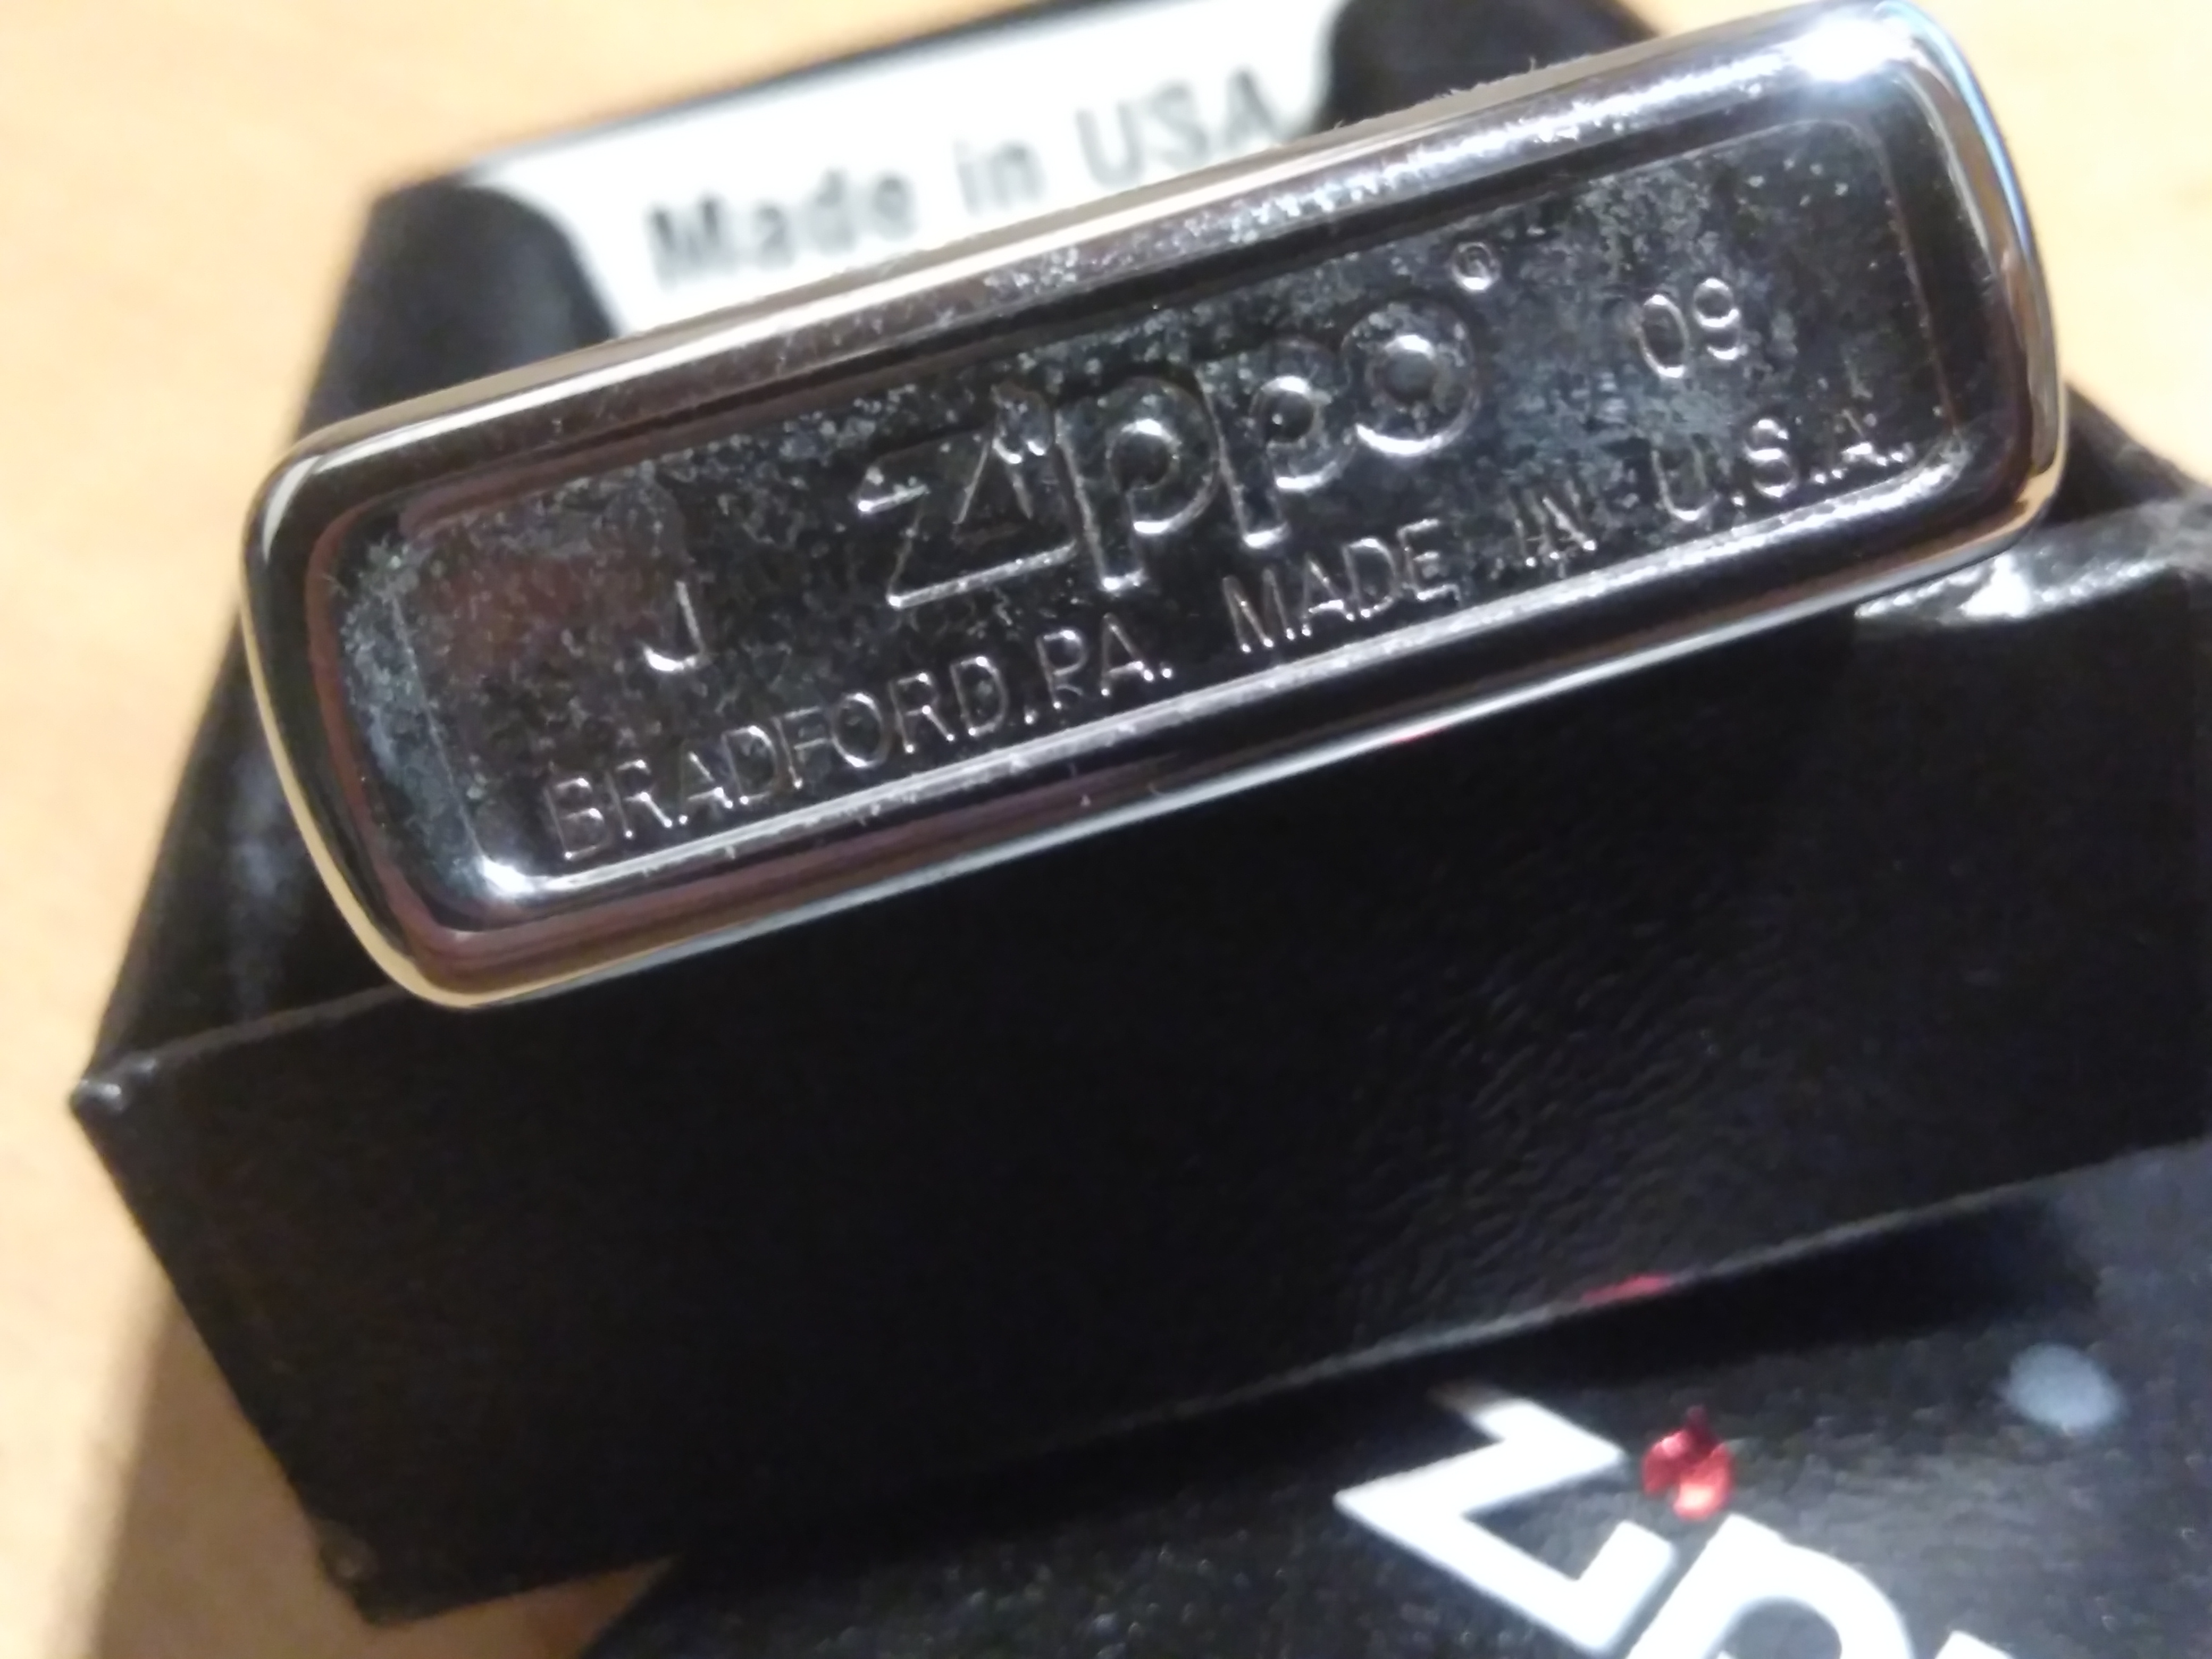 Made in USA
zippo® 09
J
BRADFORD,PA. MADE IN U.S.A.